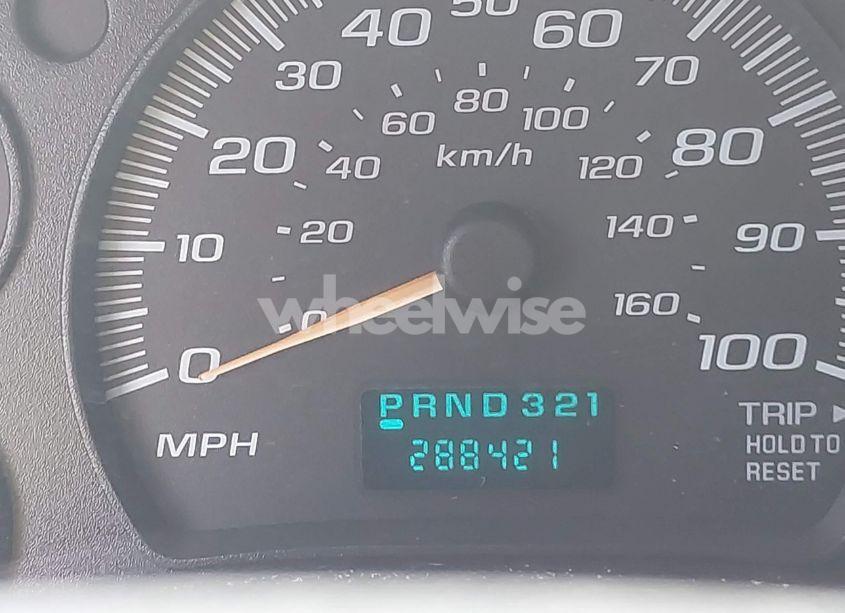 50
40 60
30 70
60 80 100
20 40 km/h 120 80
10 20 140 90
0 160
0 100
wheelwise
PRND321
288421
MPH
TRIP ▶
HOLD TO
RESET